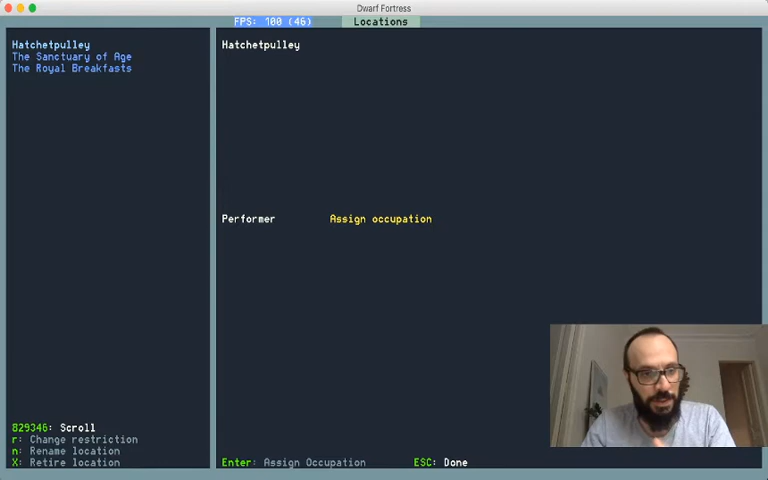 Dwarf Fortress
FPS: 100 (46) Locations
Hatchetpulley
The Sanctuary of Age
The Royal Breakfasts
Hatchetpulley
Performer Assign occupation
829346: Scroll
r: Change restriction
n: Rename location
X: Retire location
Enter: Assign Occupation ESC: Done